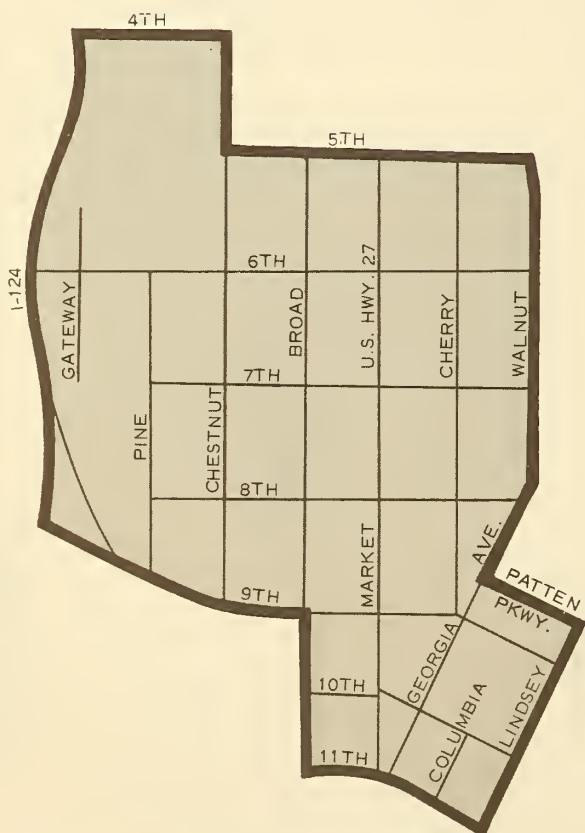 4TH
5TH
I-124
GATEWAY
6TH
BROAD
U.S. HWY. 27
CHERRY
WALNUT
7TH
PINE
CHESTNUT
8TH
MARKET
AVE.
9TH
PATTEN
PKWY.
GEORGIA
10TH
COLUMBIA
LINDSEY
11TH